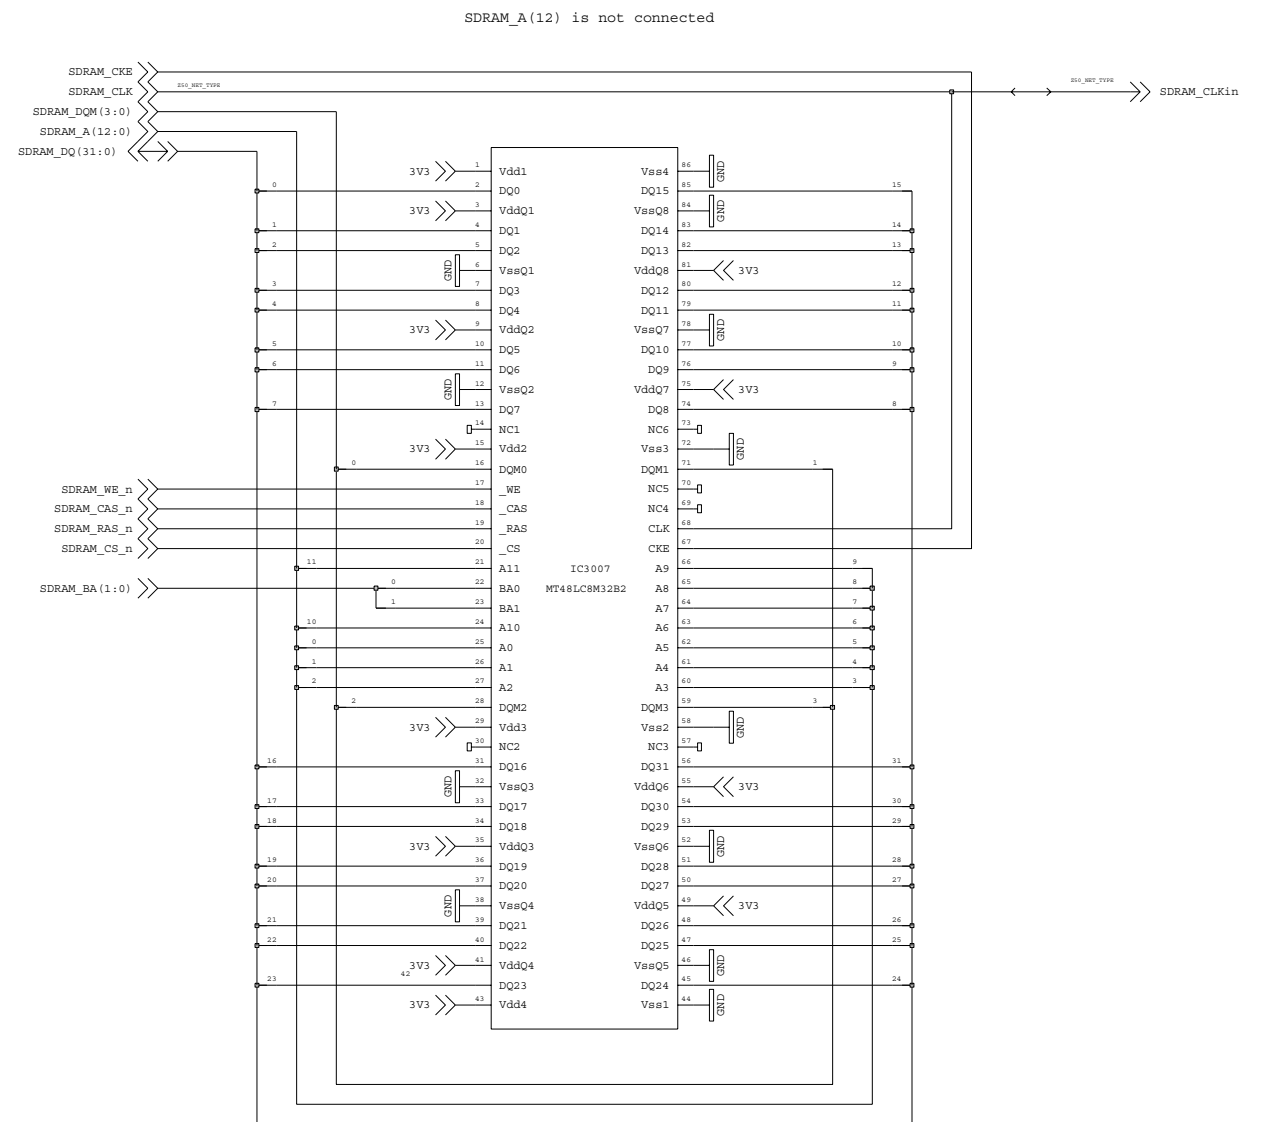 SDRAM_A(12) is not connected
SDRAM_CKE
SDRAM_CLK Z50_NET_TYPE Z50_NET_TYPE SDRAM_CLKin
SDRAM_DQM(3:0)
SDRAM_A(12:0)
SDRAM_DQ(31:0)
3V3 1 Vdd1 Vss4 86 GND
0 2 DQ0 DQ15 85 15
3V3 3 VddQ1 VssQ8 84 GND
1 4 DQ1 DQ14 83 14
2 5 DQ2 DQ13 82 13
GND 6 VssQ1 VddQ8 81 3V3
3 7 DQ3 DQ12 80 12
4 8 DQ4 DQ11 79 11
3V3 9 VddQ2 VssQ7 78 GND
5 10 DQ5 DQ10 77 10
6 11 DQ6 DQ9 76 9
GND 12 VssQ2 VddQ7 75 3V3
7 13 DQ7 DQ8 74 8
14 NC1 NC6 73
3V3 15 Vdd2 Vss3 72 GND
0 16 DQM0 DQM1 71 1
SDRAM_WE_n 17 _WE NC5 70
SDRAM_CAS_n 18 _CAS NC4 69
SDRAM_RAS_n 19 _RAS CLK 68
SDRAM_CS_n 20 _CS CKE 67
11 21 A11 IC3007 A9 66 9
SDRAM_BA(1:0) 0 22 BA0 MT48LC8M32B2 A8 65 8
1 23 BA1 A7 64 7
10 24 A10 A6 63 6
0 25 A0 A5 62 5
1 26 A1 A4 61 4
2 27 A2 A3 60 3
2 28 DQM2 DQM3 59 3
3V3 29 Vdd3 Vss2 58 GND
30 NC2 NC3 57
16 31 DQ16 DQ31 56 31
GND 32 VssQ3 VddQ6 55 3V3
17 33 DQ17 DQ30 54 30
18 34 DQ18 DQ29 53 29
3V3 35 VddQ3 VssQ6 52 GND
19 36 DQ19 DQ28 51 28
20 37 DQ20 DQ27 50 27
GND 38 VssQ4 VddQ5 49 3V3
21 39 DQ21 DQ26 48 26
22 40 DQ22 DQ25 47 25
3V3 41 VddQ4 VssQ5 46 GND
23 42 DQ23 DQ24 45 24
3V3 43 Vdd4 Vss1 44 GND